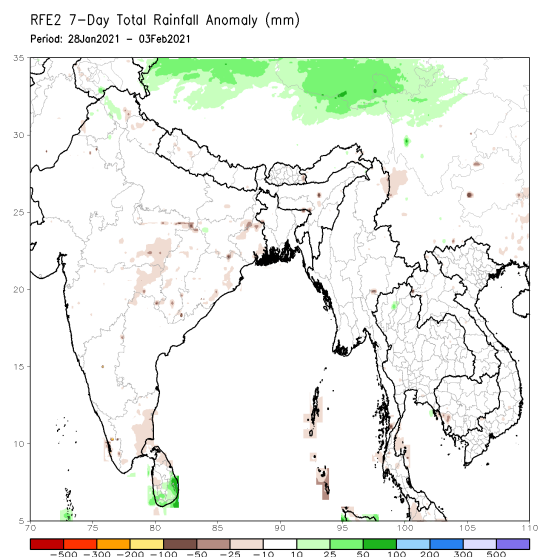 RFE2 7-Day Total Rainfall Anomaly (mm)
Period: 28Jan2021 - 03Feb2021
35
30
25
20
15
10
5
70 75 80 85 90 95 100 105 110
-500 -300 -200 -100 -50 -25 -10 10 25 50 100 200 300 500